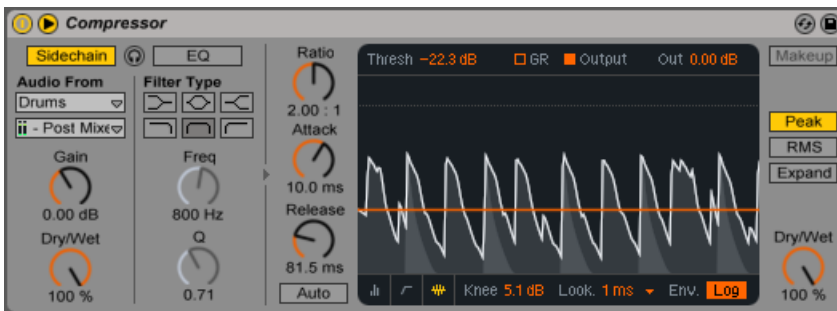 Compressor
Sidechain EQ
Audio From Filter Type
Drums
ii - Post Mixe
Gain Freq
0.00 dB 800 Hz
Dry/Wet Q
100 % 0.71
Ratio
2.00 : 1
Attack
10.0 ms
Release
81.5 ms
Auto
Thresh -22.3 dB GR Output Out 0.00 dB
Knee 5.1 dB Look. 1 ms Env. Log
Makeup
Peak
RMS
Expand
Dry/Wet
100 %